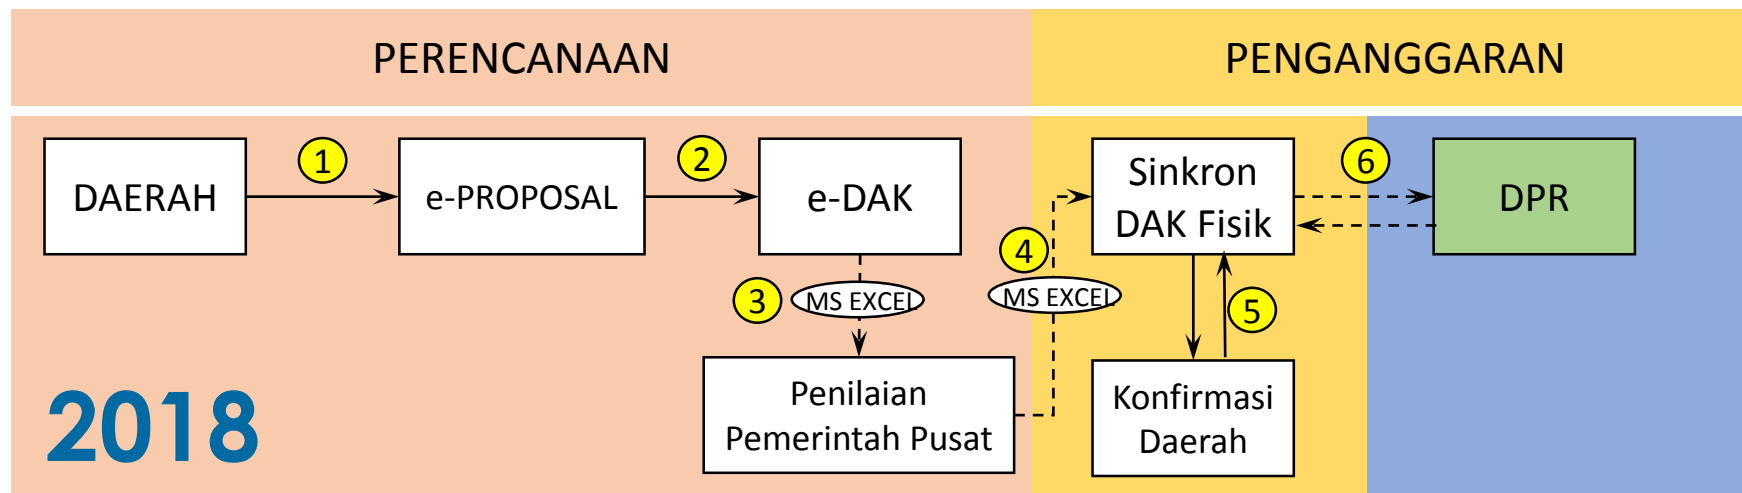 PERENCANAAN
PENGANGGARAN
DAERAH
1
e-PROPOSAL
2
e-DAK
3
MS EXCEL
Penilaian
Pemerintah Pusat
4
MS EXCEL
Sinkron
DAK Fisik
5
Konfirmasi
Daerah
6
DPR
2018